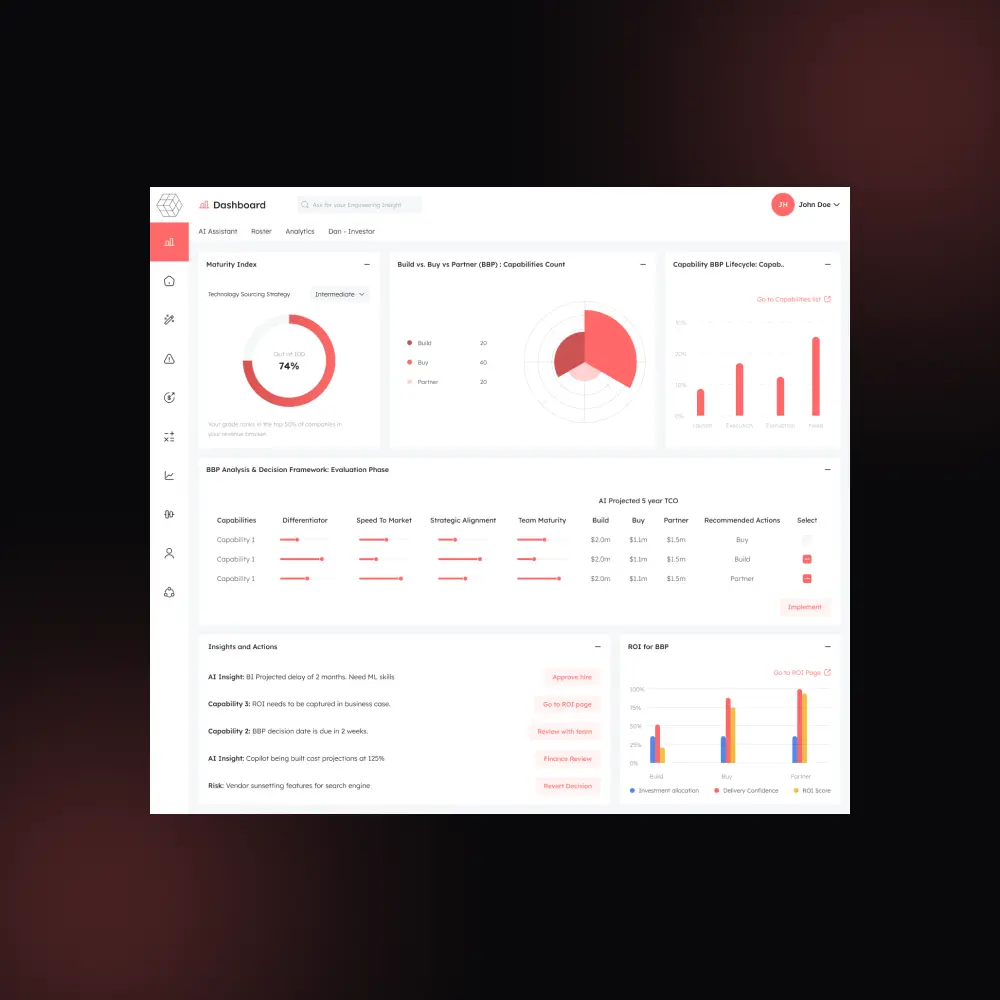 Dashboard
Ask for your Engineering Insight
JH
John Doe
AI Assistant Roster Analytics Dan - Investor
Maturity Index
Technology Sourcing Strategy Intermediate
Out of 100
74%
Your grade ranks in the top 50% of companies in
your revenue bracket
Build vs. Buy vs Partner (BBP) : Capabilities Count
Build 20
Buy 40
Partner 20
Capability BBP Lifecycle: Capab..
Go to Capabilities list
30%
20%
10%
0%
Execution Evaluation
BBP Analysis & Decision Framework: Evaluation Phase
AI Projected 5 year TCO
Capabilities Differentiator Speed To Market Strategic Alignment Team Maturity Build Buy Partner Recommended Actions Select
Capability 1 $2.0m $1.1m $1.5m Buy
Capability 1 $2.0m $1.1m $1.5m Build
Capability 1 $2.0m $1.1m $1.5m Partner
Implement
Insights and Actions
AI Insight: BI Projected delay of 2 months. Need ML skills Approve hire
Capability 3: ROI needs to be captured in business case. Go to ROI page
Capability 2: BBP decision date is due in 2 weeks. Review with team
AI Insight: Copilot being built cost projections at 125% Finance Review
Risk: Vendor sunsetting features for search engine Revert Decision
ROI for BBP
Go to ROI Page
100%
75%
50%
25%
0%
Build Buy Partner
Investment allocation Delivery Confidence ROI Score